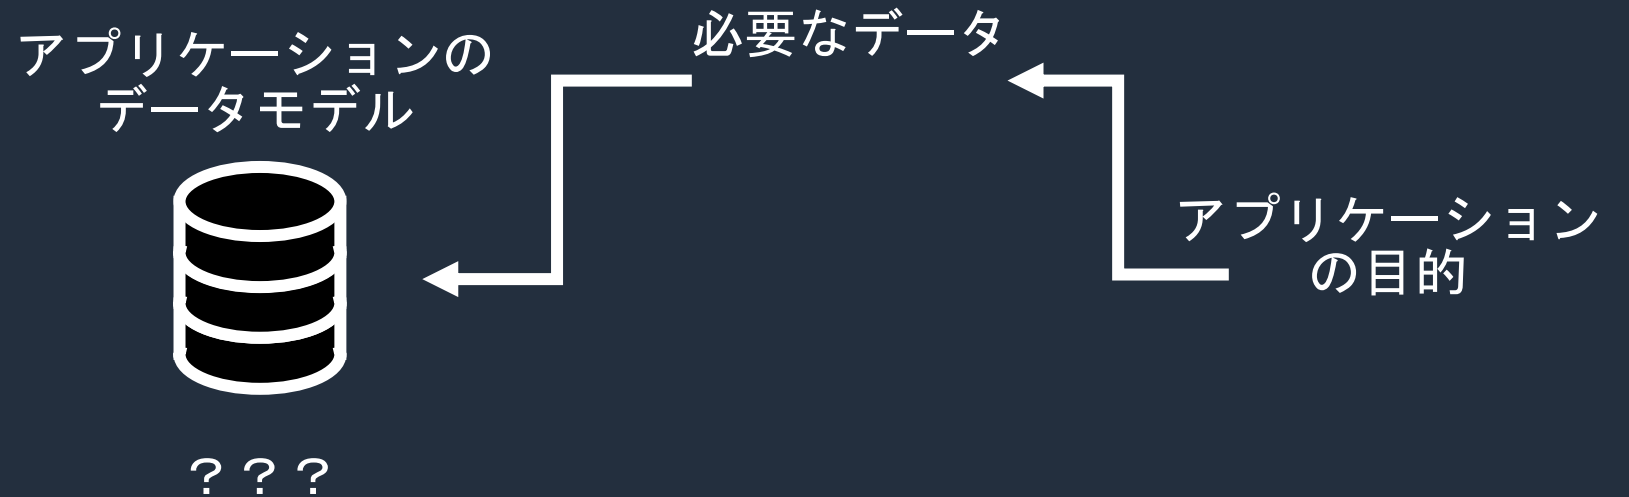 アプリケーションの
データモデル
必要なデータ
アプリケーション
の目的
？？？